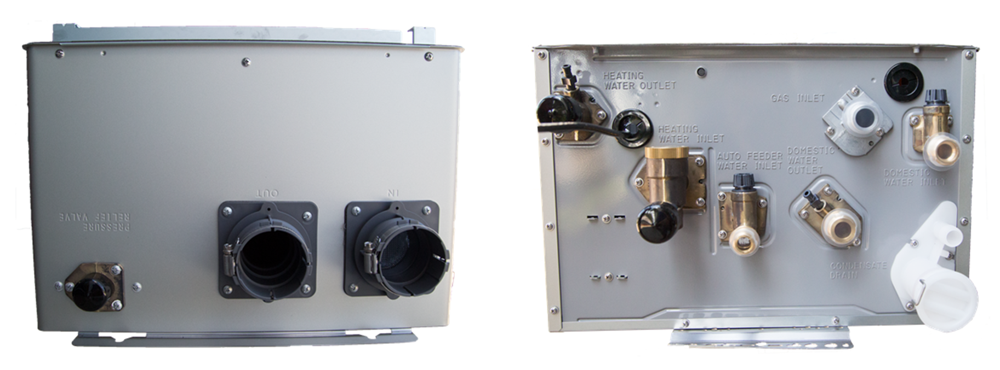 OUT
IN
PRESSURE
RELIEF VALVE
HEATING
WATER OUTLET
GAS INLET
HEATING
WATER INLET
AUTO FEEDER
WATER INLET
DOMESTIC
WATER
OUTLET
DOMESTIC
WATER INLET
CONDENSATE
DRAIN